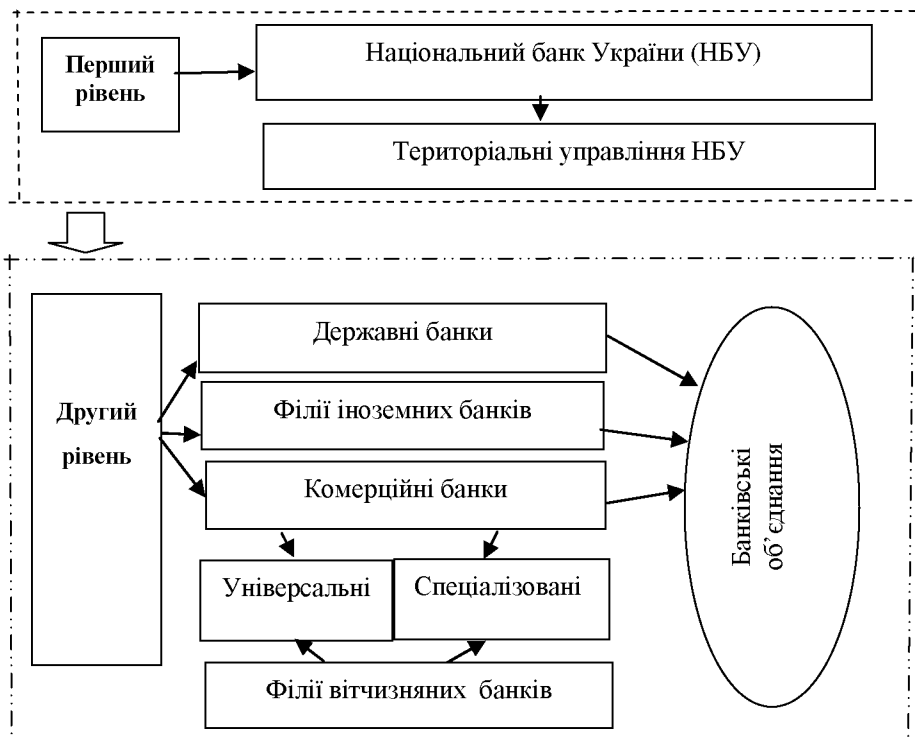 Перший
рівень
Національний банк України (НБУ)
Територіальні управління НБУ
Другий
рівень
Державні банки
Філії іноземних банків
Комерційні банки
Універсальні
Спеціалізовані
Філії вітчизняних банків
Банківські
об’єднання